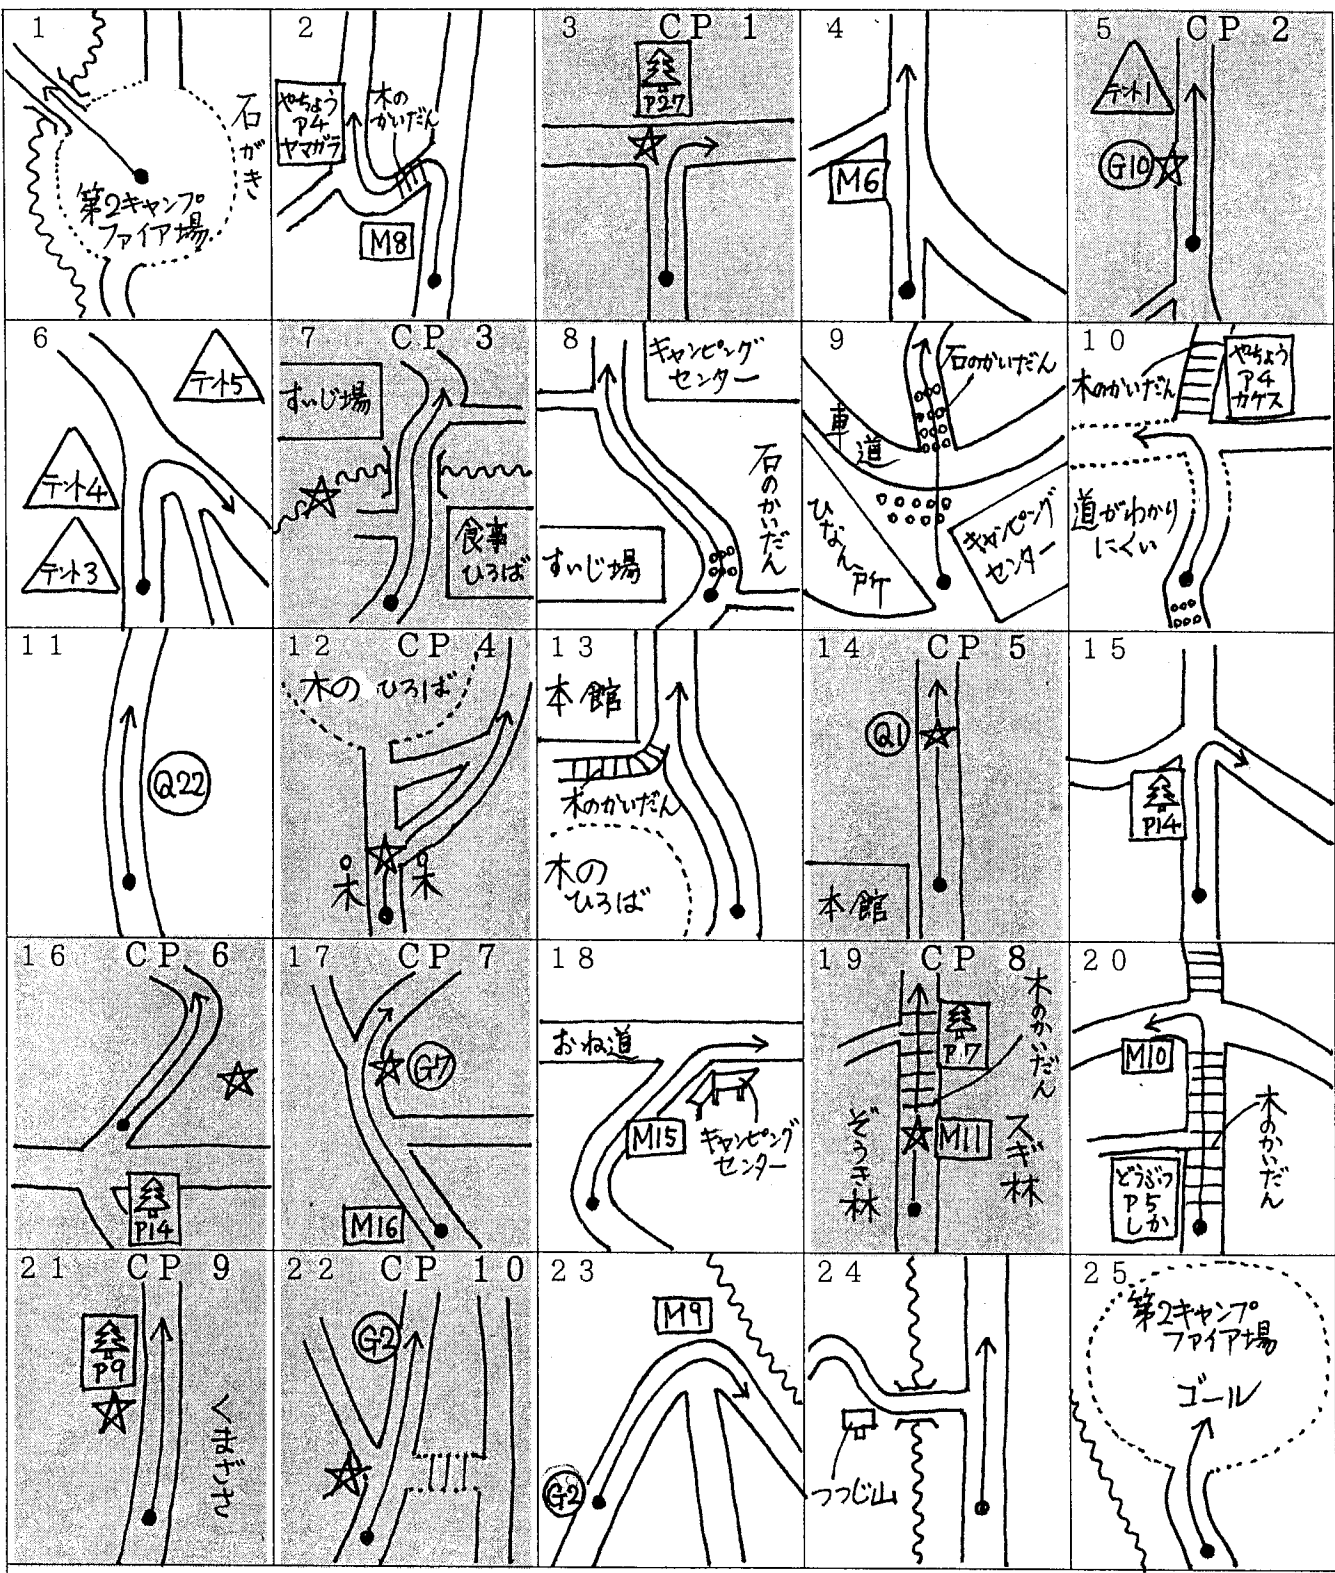 1
石がき
第2キャンプ
ファイア場
2
やちょう
P4
ヤマガラ
木の
かいだん
M8
3 CP 1
P27
4
M6
5 CP 2
テント1
G10
6
テント5
テント4
テント3
7 CP 3
すいじ場
食事
ひろば
8
キャンピング
センター
石のかいだん
すいじ場
9
石のかいだん
車道
ひなん所
キャンピング
センター
10
木のかいだん
やちょう
P4
カケス
道がわかり
にくい
11
Q22
12 CP 4
木の ひろば
木 木
13
本館
木のかいだん
木の
ひろば
14 CP 5
Q1
本館
15
P14
16 CP 6
P14
17 CP 7
G7
M16
18
おね道
M15
キャンピング
センター
19 CP 8
木のかいだん
P17
M11
ぞうき林
スギ林
20
M10
木のかいだん
どうぶつ
P5
しか
21 CP 9
P9
22 CP 10
G2
23
M9
G2
24
つつじ山
25
第2キャンプ
ファイア場
ゴール